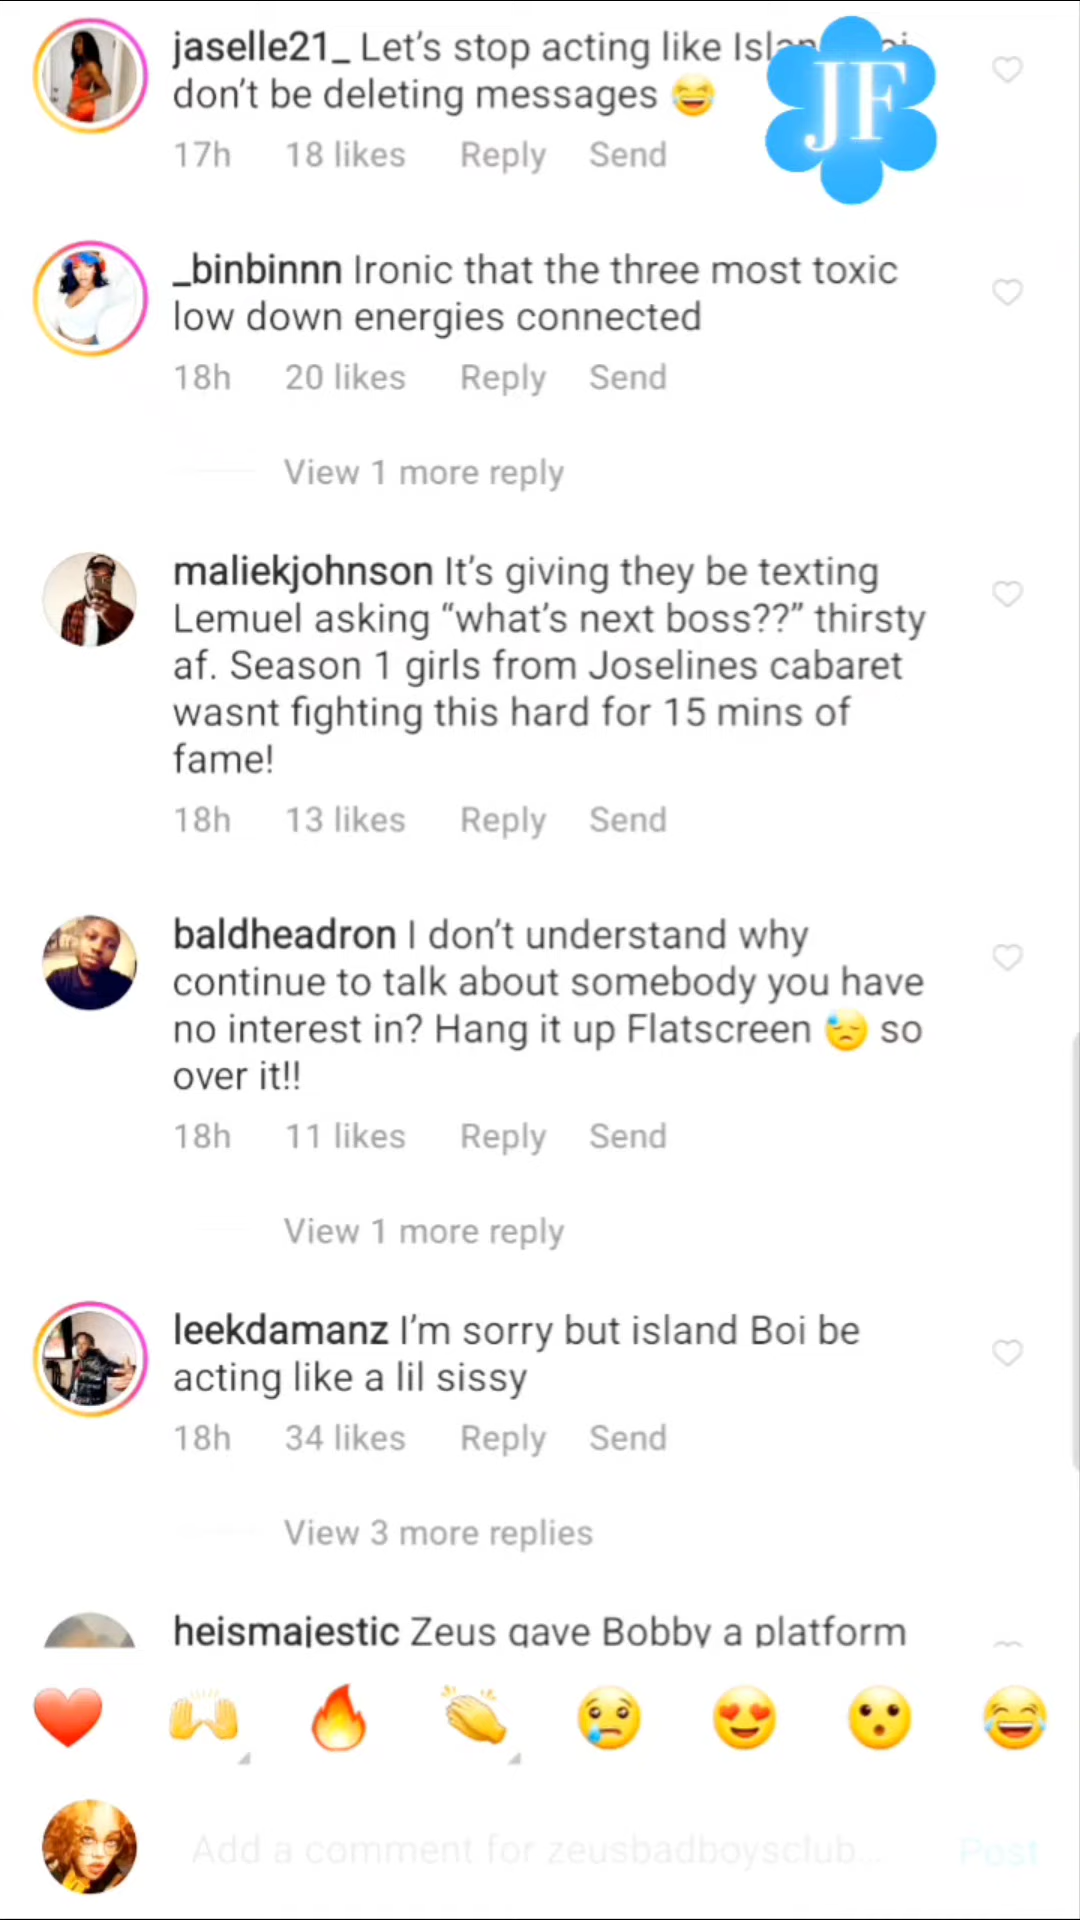 jaselle21_ Let’s stop acting like
don’t be deleting messages 😂
17h 18 likes Reply Send
JF
_binbinnn Ironic that the three most toxic
low down energies connected
18h 20 likes Reply Send
View 1 more reply
maliekjohnson It’s giving they be texting
Lemuel asking “what’s next boss??” thirsty
af. Season 1 girls from Joselines cabaret
wasnt fighting this hard for 15 mins of
fame!
18h 13 likes Reply Send
baldheadron I don’t understand why
continue to talk about somebody you have
no interest in? Hang it up Flatscreen 😓 so
over it!!
18h 11 likes Reply Send
View 1 more reply
leekdamanz I’m sorry but island Boi be
acting like a lil sissy
18h 34 likes Reply Send
View 3 more replies
heismajestic Zeus gave Bobby a platform
Add a comment for zeusbadboysclub... Post